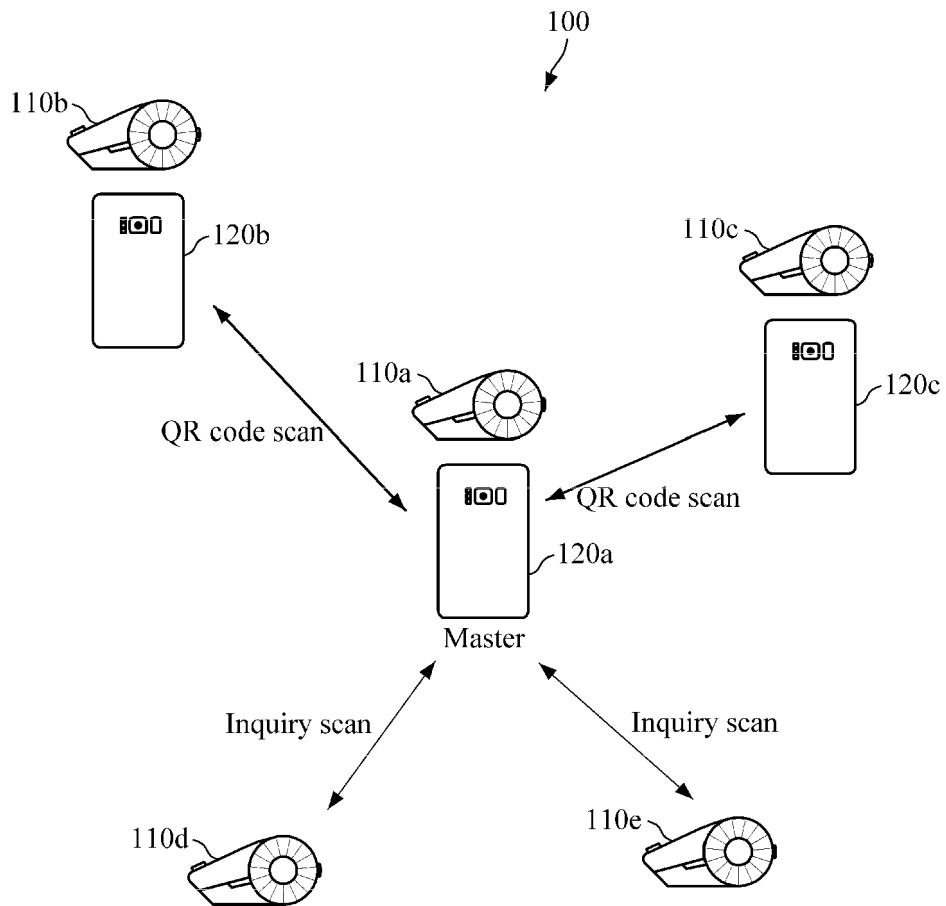 100
110b
120b
110c
110a
120c
QR code scan
QR code scan
120a
Master
Inquiry scan
Inquiry scan
110d
110e